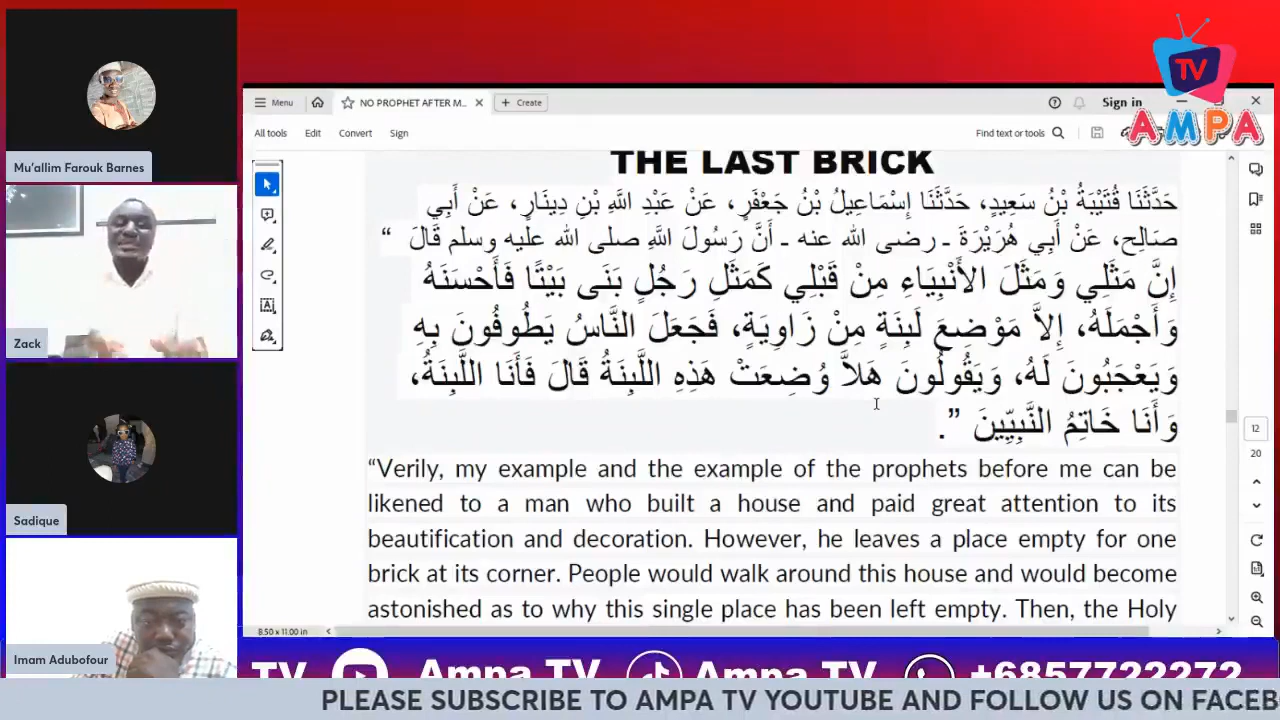 Mu'allim Farouk Barnes
Zack
Sadique
Imam Adubofour
Menu
NO PROPHET AFTER M...
Create
Sign in
All tools
Edit
Convert
Sign
Find text or tools
THE LAST BRICK
حَدَّثَنَا قُتَيْبَةُ بْنُ سَعِيدٍ، حَدَّثَنَا إِسْمَاعِيلُ بْنُ جَعْفَرٍ، عَنْ عَبْدِ اللَّهِ بْنِ دِينَارٍ، عَنْ أَبِي
صَالِحٍ، عَنْ أَبِي هُرَيْرَةَ ـ رضى الله عنه ـ أَنَّ رَسُولَ اللَّهِ صلى الله عليه وسلم قَالَ ‏"‏
إِنَّ مَثَلِي وَمَثَلَ الأَنْبِيَاءِ مِنْ قَبْلِي كَمَثَلِ رَجُلٍ بَنَى بَيْتًا فَأَحْسَنَهُ
وَأَجْمَلَهُ، إِلاَّ مَوْضِعَ لَبِنَةٍ مِنْ زَاوِيَةٍ، فَجَعَلَ النَّاسُ يَطُوفُونَ بِهِ
وَيَعْجَبُونَ لَهُ، وَيَقُولُونَ هَلاَّ وُضِعَتْ هَذِهِ اللَّبِنَةُ قَالَ فَأَنَا اللَّبِنَةُ،
وَأَنَا خَاتِمُ النَّبِيِّينَ ‏"‏‏.‏
“Verily, my example and the example of the prophets before me can be
likened to a man who built a house and paid great attention to its
beautification and decoration. However, he leaves a place empty for one
brick at its corner. People would walk around this house and would become
astonished as to why this single place has been left empty. Then, the Holy
12
20
8.50 x 11.00 in
TV
AMPA
TV Ampa TV Ampa TV +6857722272
PLEASE SUBSCRIBE TO AMPA TV YOUTUBE AND FOLLOW US ON FACEB